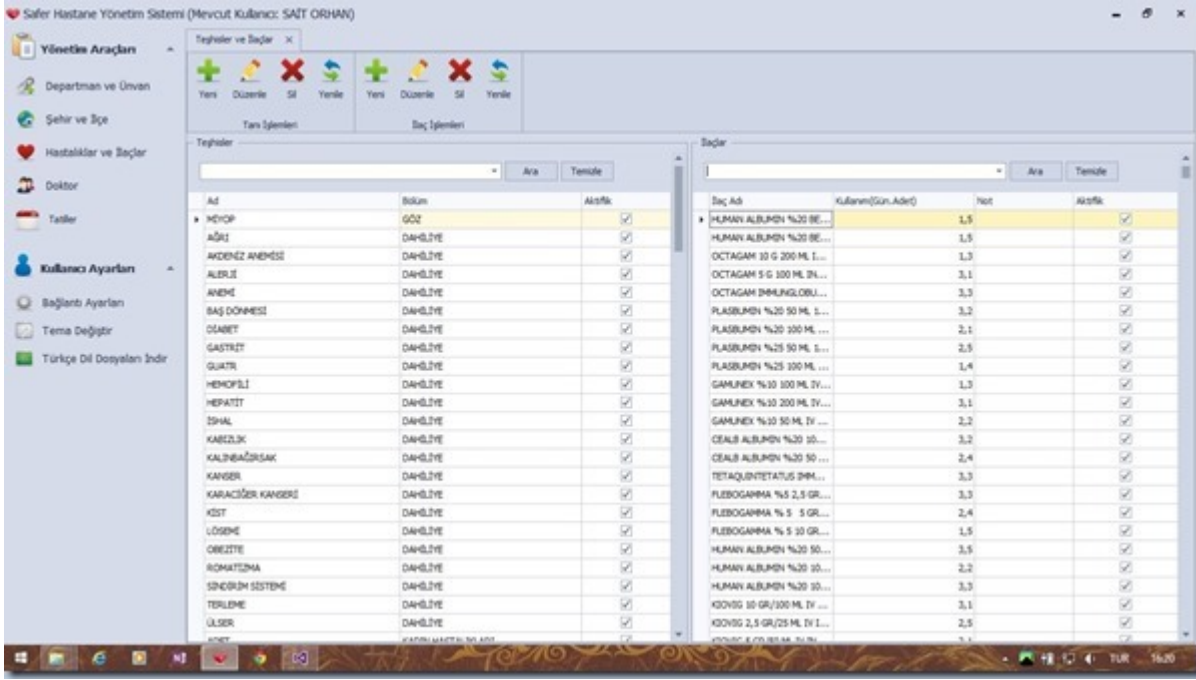 Safer Hastane Yönetim Sistemi (Mevcut Kullanıcı: SAİT ORHAN)
Yönetim Araçları
Departman ve Ünvan
Şehir ve İlçe
Hastalıklar ve İlaçlar
Doktor
Tatiller
Kullanıcı Ayarları
Bağlantı Ayarları
Tema Değiştir
Türkçe Dil Dosyaları İndir
Teşhisler ve İlaçlar
Yeni Düzenle Sil Yenile Yeni Düzenle Sil Yenile
Tanı İşlemleri İlaç İşlemleri
Teşhisler
Ara Temizle
Ad Bölüm Aktiflik
MİYOP GÖZ
AĞRI DAHİLİYE
AKDENİZ ANEMİSİ DAHİLİYE
ALERJİ DAHİLİYE
ANEMİ DAHİLİYE
BAŞ DÖNMESİ DAHİLİYE
DİABET DAHİLİYE
GASTRİT DAHİLİYE
GUATR DAHİLİYE
HEMOFİLİ DAHİLİYE
HEPATİT DAHİLİYE
İSHAL DAHİLİYE
KABIZLIK DAHİLİYE
KALINBAĞIRSAK DAHİLİYE
KANSER DAHİLİYE
KARACİĞER KANSERİ DAHİLİYE
KİST DAHİLİYE
LÖSEMİ DAHİLİYE
OBEZİTE DAHİLİYE
ROMATİZMA DAHİLİYE
SİNDİRİM SİSTEMİ DAHİLİYE
TERLEME DAHİLİYE
ÜLSER DAHİLİYE
İlaçlar
Ara Temizle
İlaç Adı Kullanım(Gün,Adet) Not Aktiflik
HUMAN ALBUMIN %20 BE... 1,5
HUMAN ALBUMIN %20 BE... 1,5
OCTAGAM 10 G 200 ML I... 1,3
OCTAGAM 5 G 100 ML IN... 3,1
OCTAGAM IMMUNGLOBU... 3,3
PLASBUMIN %20 50 ML 1... 3,2
PLASBUMIN %20 100 ML ... 2,1
PLASBUMIN %25 50 ML 1... 2,5
PLASBUMIN %25 100 ML ... 1,4
GAMUNEX %10 100 ML IV... 1,3
GAMUNEX %10 200 ML IV... 3,1
GAMUNEX %10 50 ML IV ... 2,2
CEALB ALBUMIN %20 10... 3,2
CEALB ALBUMIN %20 50 ... 2,4
TETAQUINTETATUS IMM... 3,3
FLEBOGAMMA %5 2,5 GR... 3,3
FLEBOGAMMA % 5 5 GR... 2,4
FLEBOGAMMA % 5 10 GR... 1,5
HUMAN ALBUMIN %20 50... 3,5
HUMAN ALBUMIN %20 10... 2,2
HUMAN ALBUMIN %20 10... 3,3
KIOVIG 10 GR/100 ML IV ... 3,1
KIOVIG 2,5 GR/25 ML IV I... 2,5
TUR 16:20